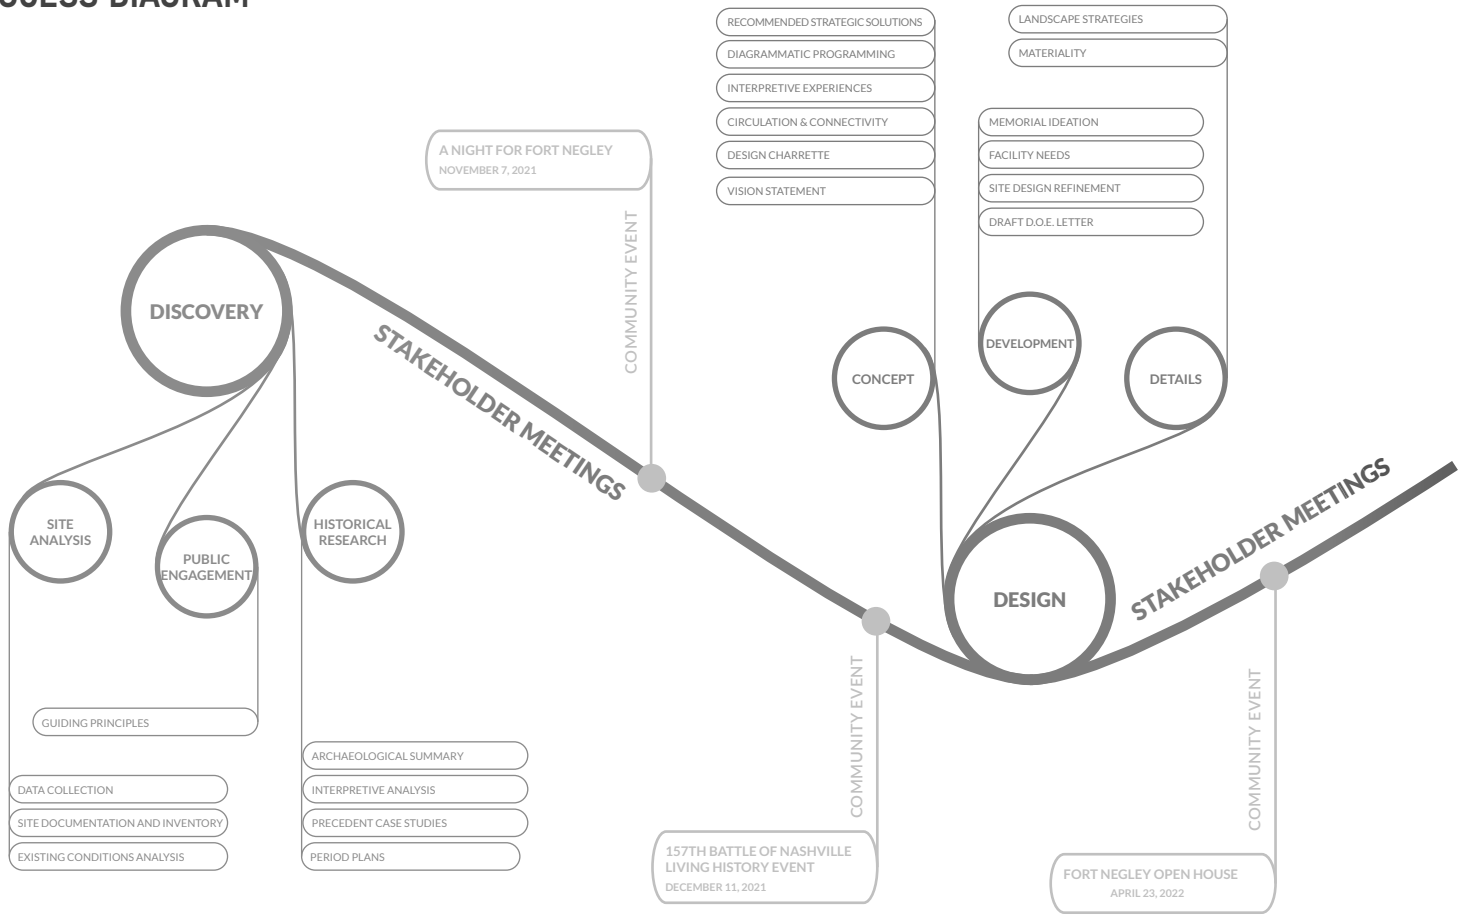 DIAGRAM
RECOMMENDED STRATEGIC SOLUTIONS
DIAGRAMMATIC PROGRAMMING
INTERPRETIVE EXPERIENCES
CIRCULATION & CONNECTIVITY
DESIGN CHARRETTE
VISION STATEMENT
LANDSCAPE STRATEGIES
MATERIALITY
MEMORIAL IDEATION
FACILITY NEEDS
SITE DESIGN REFINEMENT
DRAFT D.O.E. LETTER
A NIGHT FOR FORT NEGLEY
NOVEMBER 7, 2021
COMMUNITY EVENT
DISCOVERY
STAKEHOLDER MEETINGS
CONCEPT
DEVELOPMENT
DETAILS
SITE
ANALYSIS
PUBLIC
ENGAGEMENT
HISTORICAL
RESEARCH
DESIGN
STAKEHOLDER MEETINGS
GUIDING PRINCIPLES
DATA COLLECTION
SITE DOCUMENTATION AND INVENTORY
EXISTING CONDITIONS ANALYSIS
ARCHAEOLOGICAL SUMMARY
INTERPRETIVE ANALYSIS
PRECEDENT CASE STUDIES
PERIOD PLANS
COMMUNITY EVENT
157TH BATTLE OF NASHVILLE
LIVING HISTORY EVENT
DECEMBER 11, 2021
COMMUNITY EVENT
FORT NEGLEY OPEN HOUSE
APRIL 23, 2022